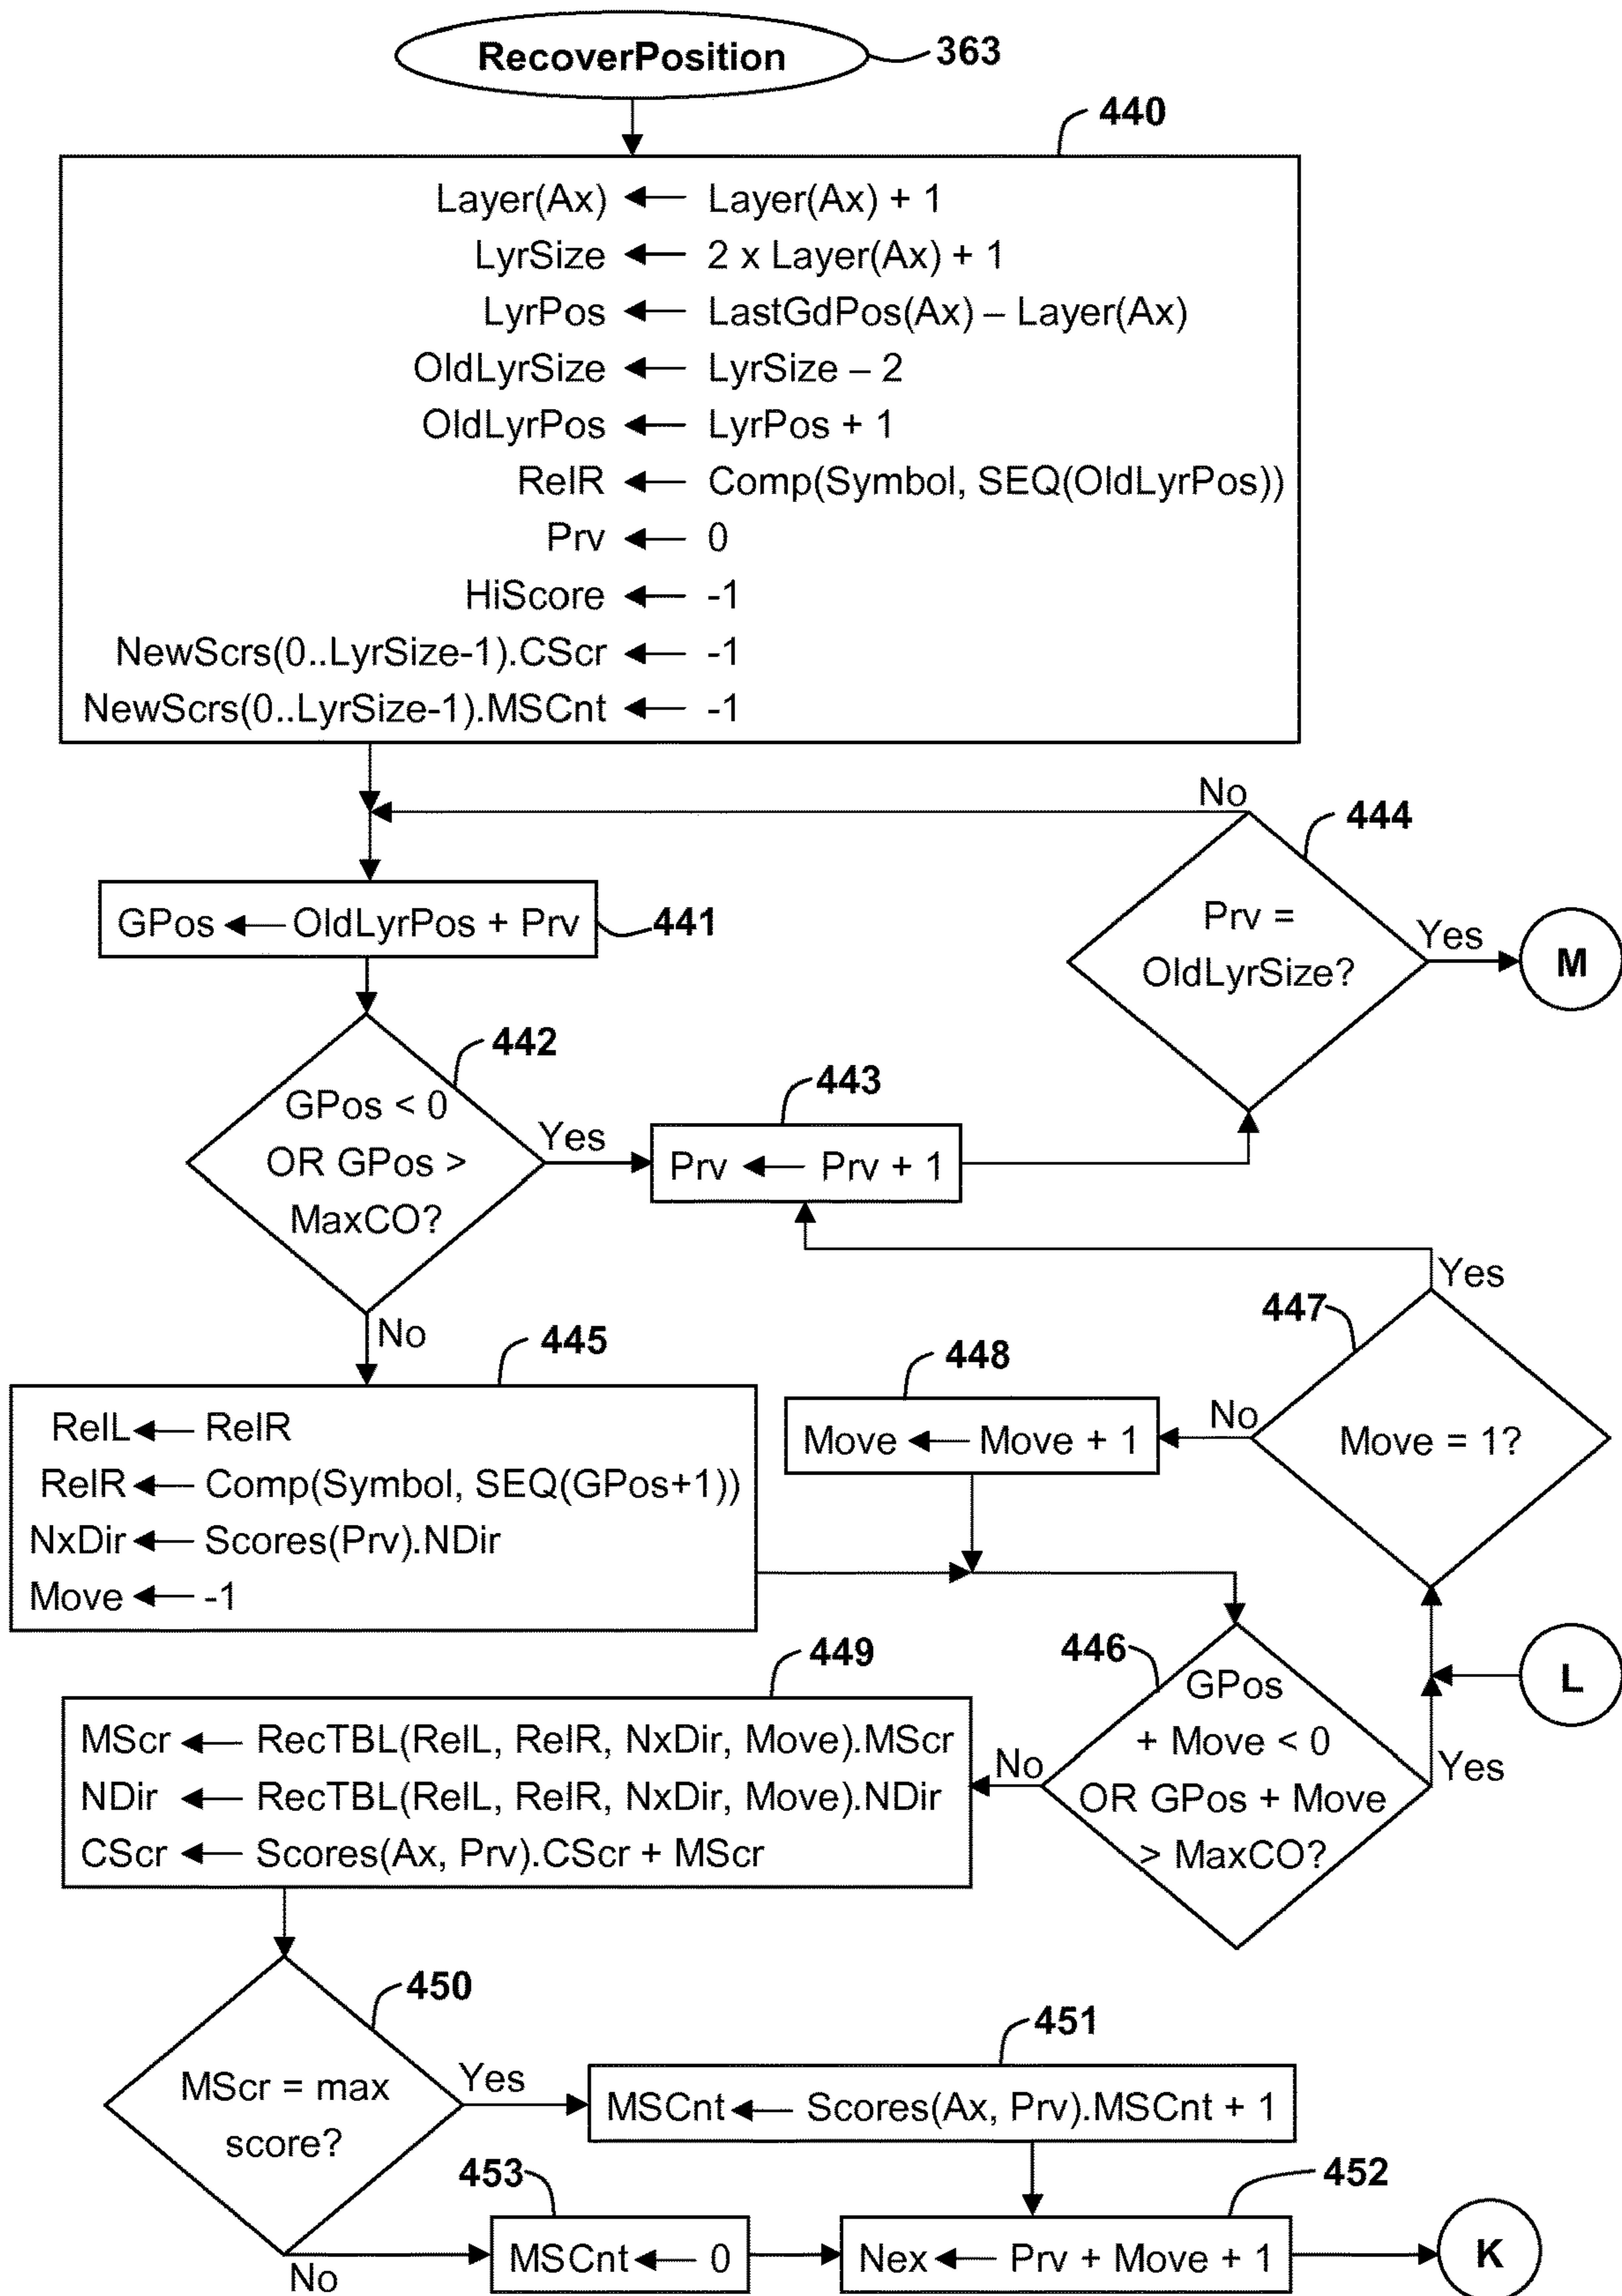 RecoverPosition
363
440
Layer(Ax) ← Layer(Ax) + 1
LyrSize ← 2 x Layer(Ax) + 1
LyrPos ← LastGdPos(Ax) – Layer(Ax)
OldLyrSize ← LyrSize – 2
OldLyrPos ← LyrPos + 1
RelR ← Comp(Symbol, SEQ(OldLyrPos))
Prv ← 0
HiScore ← -1
NewScrs(0..LyrSize-1).CScr ← -1
NewScrs(0..LyrSize-1).MSCnt ← -1
No
444
Prv =
OldLyrSize?
Yes
M
GPos ← OldLyrPos + Prv
441
442
GPos < 0
OR GPos >
MaxCO?
Yes
No
443
Prv ← Prv + 1
Yes
447
Move = 1?
No
448
Move ← Move + 1
445
RelL ← RelR
RelR ← Comp(Symbol, SEQ(GPos+1))
NxDir ← Scores(Prv).NDir
Move ← -1
446
GPos
+ Move < 0
OR GPos + Move
> MaxCO?
Yes
L
No
449
MScr ← RecTBL(RelL, RelR, NxDir, Move).MScr
NDir ← RecTBL(RelL, RelR, NxDir, Move).NDir
CScr ← Scores(Ax, Prv).CScr + MScr
450
MScr = max
score?
Yes
451
MSCnt ← Scores(Ax, Prv).MSCnt + 1
No
453
MSCnt ← 0
452
Nex ← Prv + Move + 1
K